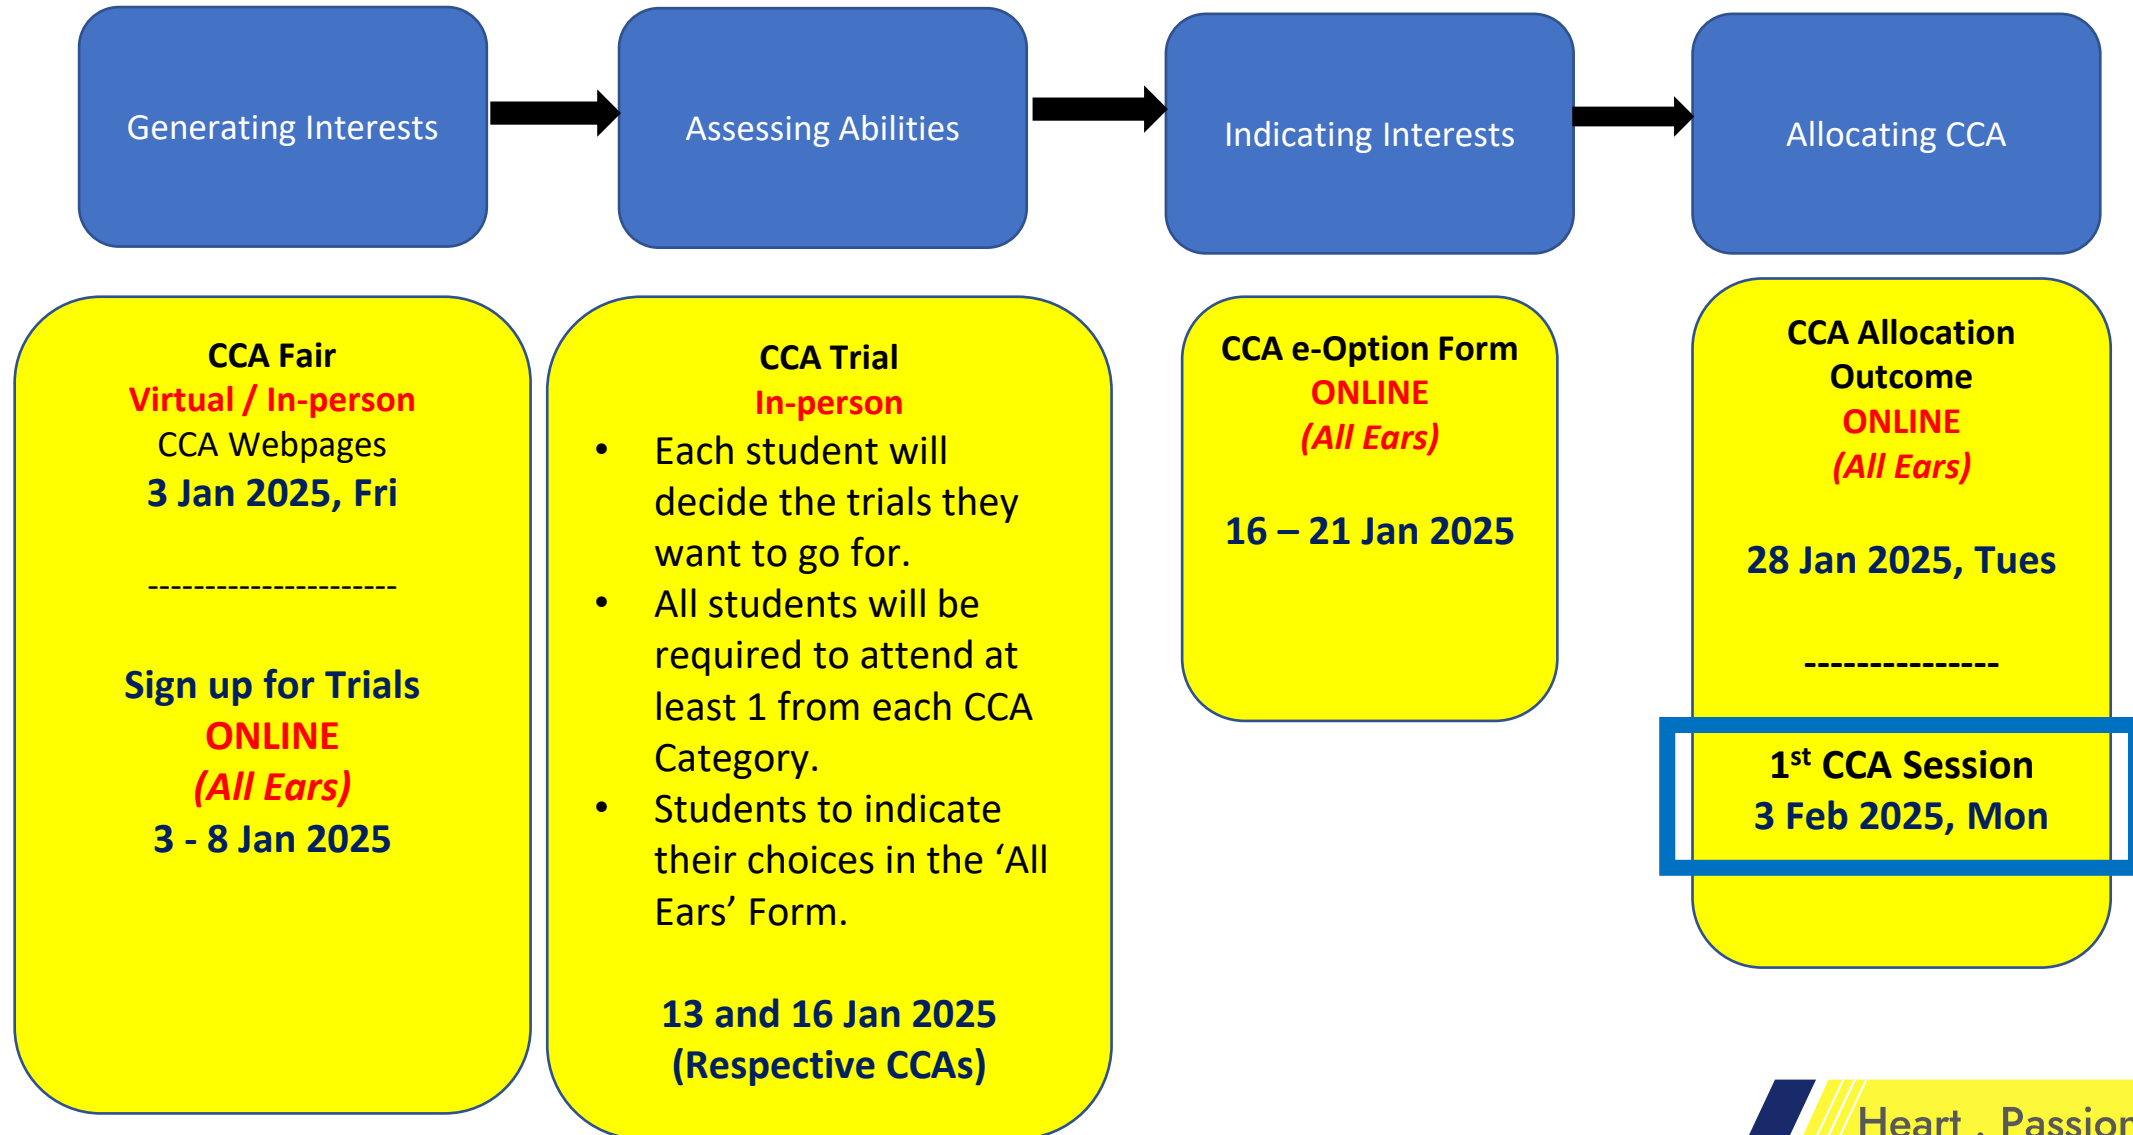 Generating Interests
Assessing Abilities
Indicating Interests
Allocating CCA
CCA Fair
Virtual / In-person
CCA Webpages
3 Jan 2025, Fri
----------------------
Sign up for Trials
ONLINE
(All Ears)
3 - 8 Jan 2025
CCA Trial
In-person
• Each student will
decide the trials they
want to go for.
• All students will be
required to attend at
least 1 from each CCA
Category.
• Students to indicate
their choices in the ‘All
Ears’ Form.
13 and 16 Jan 2025
(Respective CCAs)
CCA e-Option Form
ONLINE
(All Ears)
16 – 21 Jan 2025
CCA Allocation
Outcome
ONLINE
(All Ears)
28 Jan 2025, Tues
---------------
1st CCA Session
3 Feb 2025, Mon
Heart . Passion